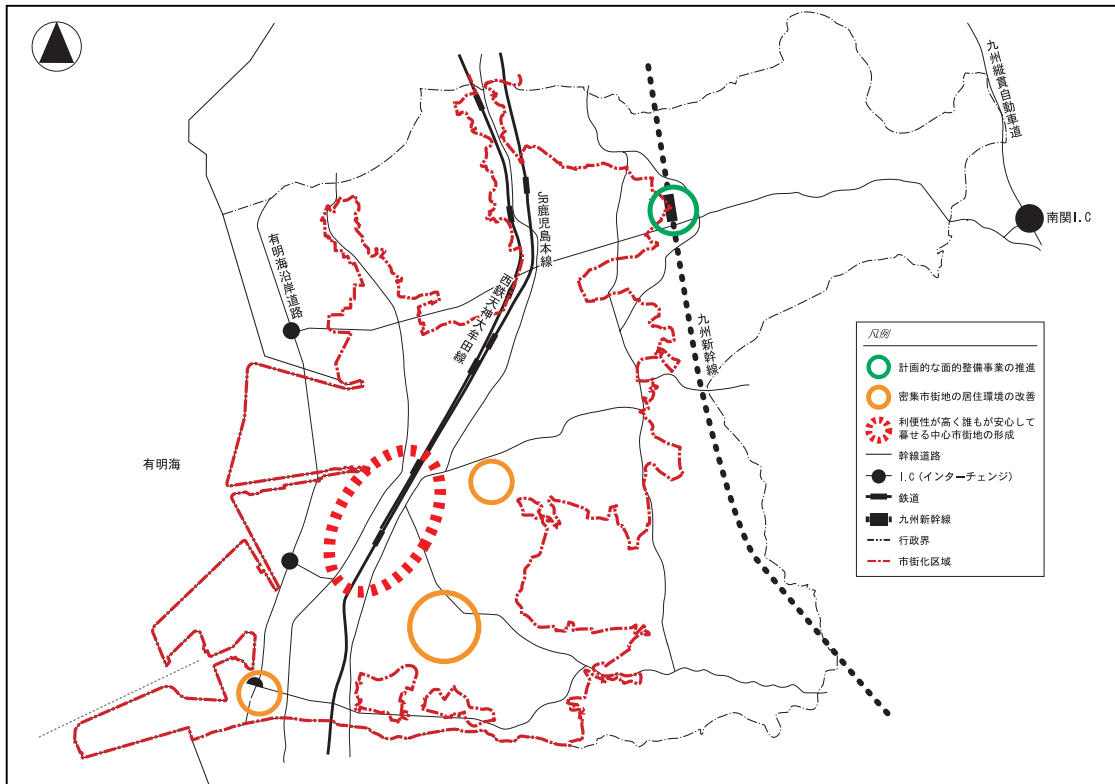 九州縦貫自動車道
南関I.C
JR鹿児島本線
有明海沿岸道路
西鉄天神大牟田線
九州新幹線
有明海
凡例
計画的な面的整備事業の推進
密集市街地の居住環境の改善
利便性が高く誰もが安心して
暮せる中心市街地の形成
幹線道路
I.C(インターチェンジ)
鉄道
九州新幹線
行政界
市街化区域